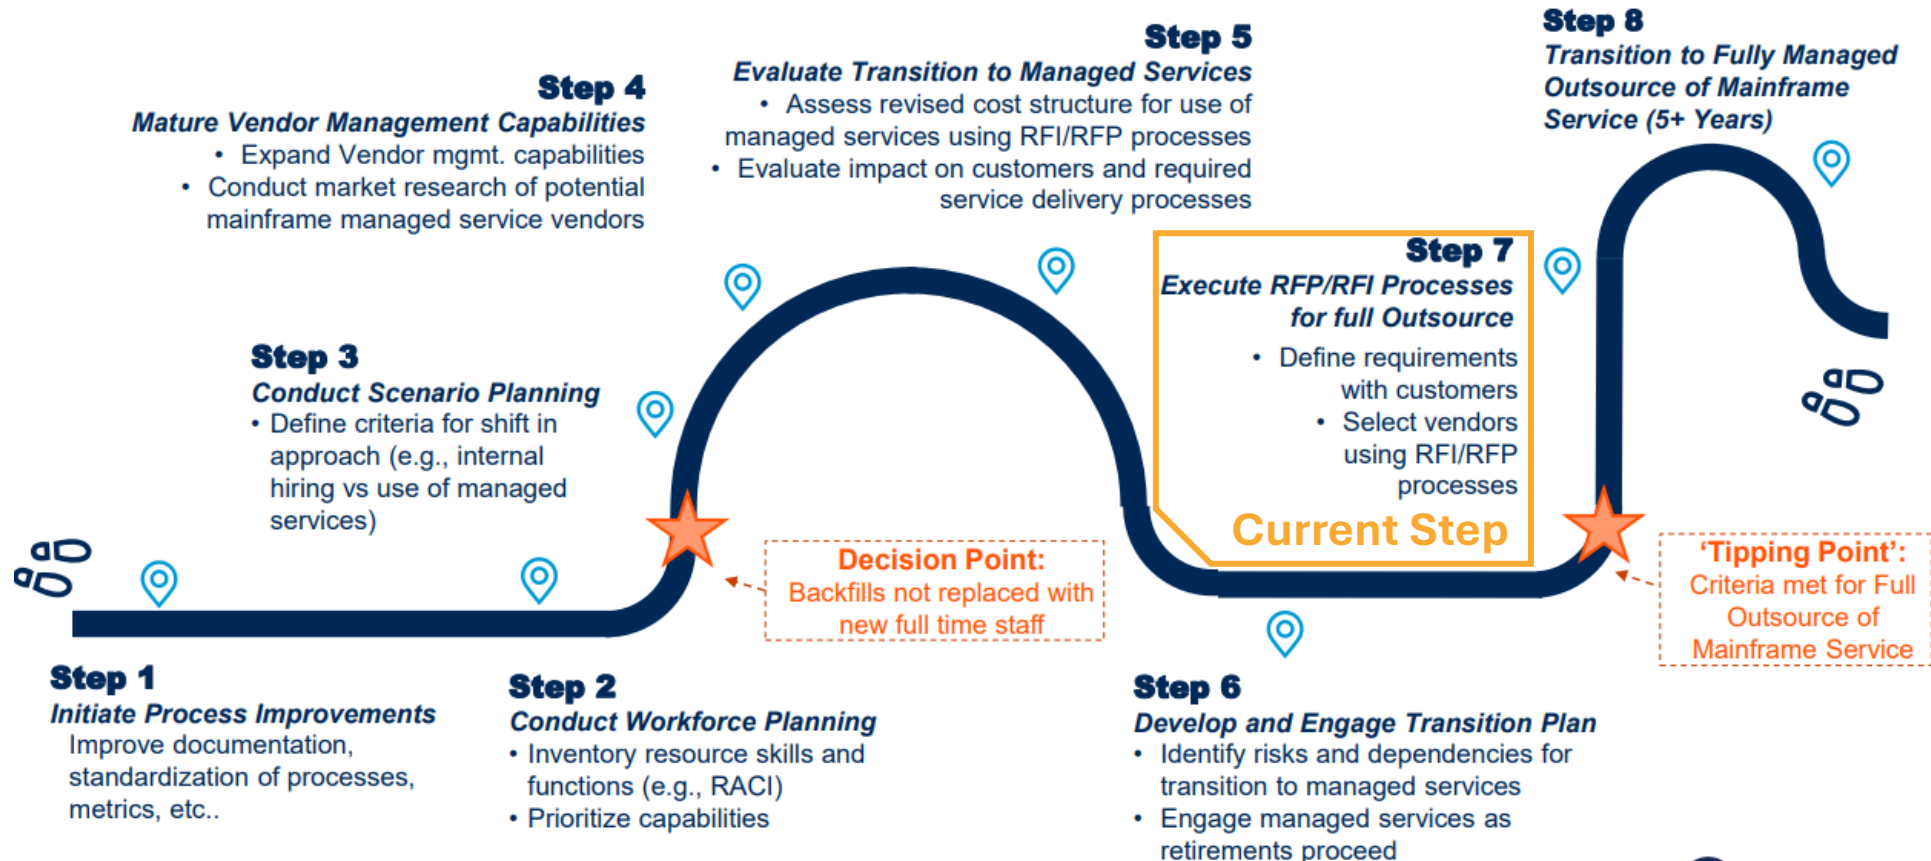 Step 1
Initiate Process Improvements
Improve documentation,
standardization of processes,
metrics, etc..
Step 2
Conduct Workforce Planning
• Inventory resource skills and
functions (e.g., RACI)
• Prioritize capabilities
Step 3
Conduct Scenario Planning
• Define criteria for shift in
approach (e.g., internal
hiring vs use of managed
services)
Decision Point:
Backfills not replaced with
new full time staff
Step 4
Mature Vendor Management Capabilities
• Expand Vendor mgmt. capabilities
• Conduct market research of potential
mainframe managed service vendors
Step 5
Evaluate Transition to Managed Services
• Assess revised cost structure for use of
managed services using RFI/RFP processes
• Evaluate impact on customers and required
service delivery processes
Step 6
Develop and Engage Transition Plan
• Identify risks and dependencies for
transition to managed services
• Engage managed services as
retirements proceed
Step 7
Execute RFP/RFI Processes
for full Outsource
• Define requirements
with customers
• Select vendors
using RFI/RFP
processes
Current Step
'Tipping Point':
Criteria met for Full
Outsource of
Mainframe Service
Step 8
Transition to Fully Managed
Outsource of Mainframe
Service (5+ Years)